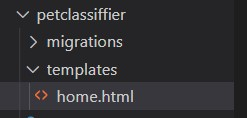 petclassiffier
migrations
templates
home.html